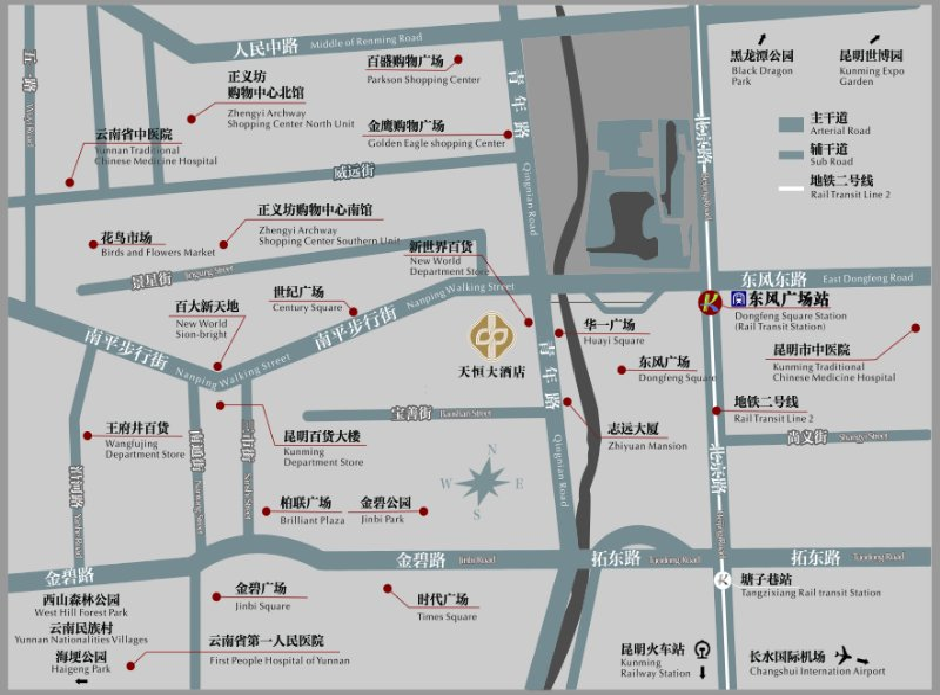 人民中路
Middle of Renming Road
百盛购物广场
Parkson Shopping Center
黑龙潭公园
Black Dragon
Park
昆明世博园
Kunming Expo
Garden
五一路
Wuyi Road
正义坊
购物中心北馆
Zhengyi Archway
Shopping Center North Unit
青年路
金鹰购物广场
Golden Eagle shopping Center
北京路
主干道
Arterial Road
辅干道
Sub Road
地铁二号线
Rail Transit Line 2
云南省中医院
Yunnan Traditional
Chinese Medicine Hospital
威远街
Qingnian Road
Beijing Road
正义坊购物中心南馆
Zhengyi Archway
Shopping Center Southern Unit
花鸟市场
Birds and Flowers Market
新世界百货
New World
Department Store
景星街
世纪广场
Century Square
Nanping Walking Street
东风东路
East Dongfong Road
K
东风广场站
Dongfeng Square Station
(Rail Transit Station)
百大新天地
New World
Sion-bright
南平步行街
南平步行街
Nanping Walking Street
天恒大酒店
华一广场
Huayi Square
东风广场
Dongfeng Square
昆明市中医院
Kunming Traditional
Chinese Medicine Hospital
青年路
地铁二号线
Rail Transit Line 2
宝善街
Baoshan Street
尚义街
Shangyi Street
志远大厦
Zhiyuan Mansion
王府井百货
Wangfujing
Department Store
昆明百货大楼
Kunming
Department Store
Qingnian Road
北京路
N
W
E
S
柏联广场
Brilliant Plaza
金碧公园
Jinbi Park
金碧路
Jinbi Road
拓东路
Tuodong Road
拓东路
Tuodong Road
金碧路
K
塘子巷站
Tangzixiang Rail transit Station
西山森林公园
West Hill Forest Park
云南民族村
Yunnan Nationalities Villages
海埂公园
Haigeng Park
金碧广场
Jinbi Square
时代广场
Times Square
云南省第一人民医院
First People Hospital of Yunnan
昆明火车站
Kunming
Railway Station
长水国际机场
Changshui Internation Airport